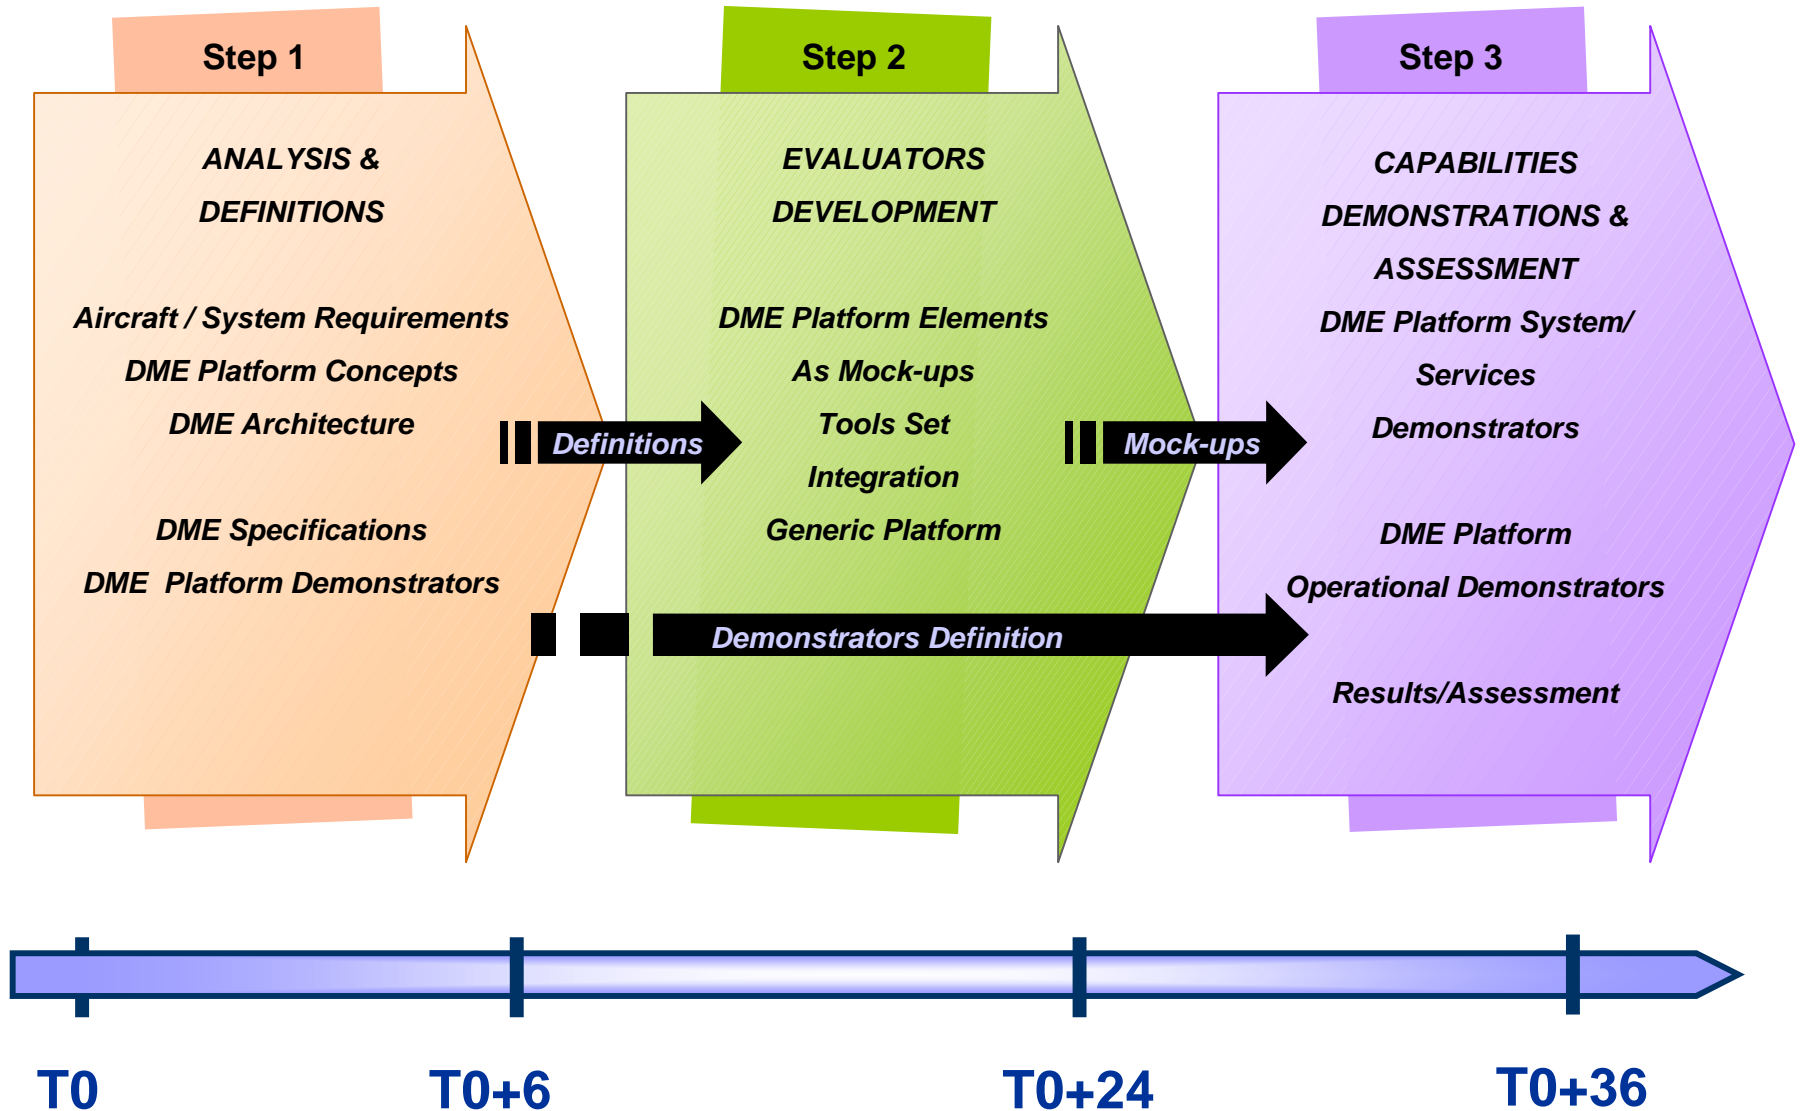 Step 1
ANALYSIS &
DEFINITIONS
Aircraft / System Requirements
DME Platform Concepts
DME Architecture
DME Specifications
DME Platform Demonstrators
Definitions
Step 2
EVALUATORS
DEVELOPMENT
DME Platform Elements
As Mock-ups
Tools Set
Integration
Generic Platform
Mock-ups
Demonstrators Definition
Step 3
CAPABILITIES
DEMONSTRATIONS &
ASSESSMENT
DME Platform System/
Services
Demonstrators
DME Platform
Operational Demonstrators
Results/Assessment
T0
T0+6
T0+24
T0+36